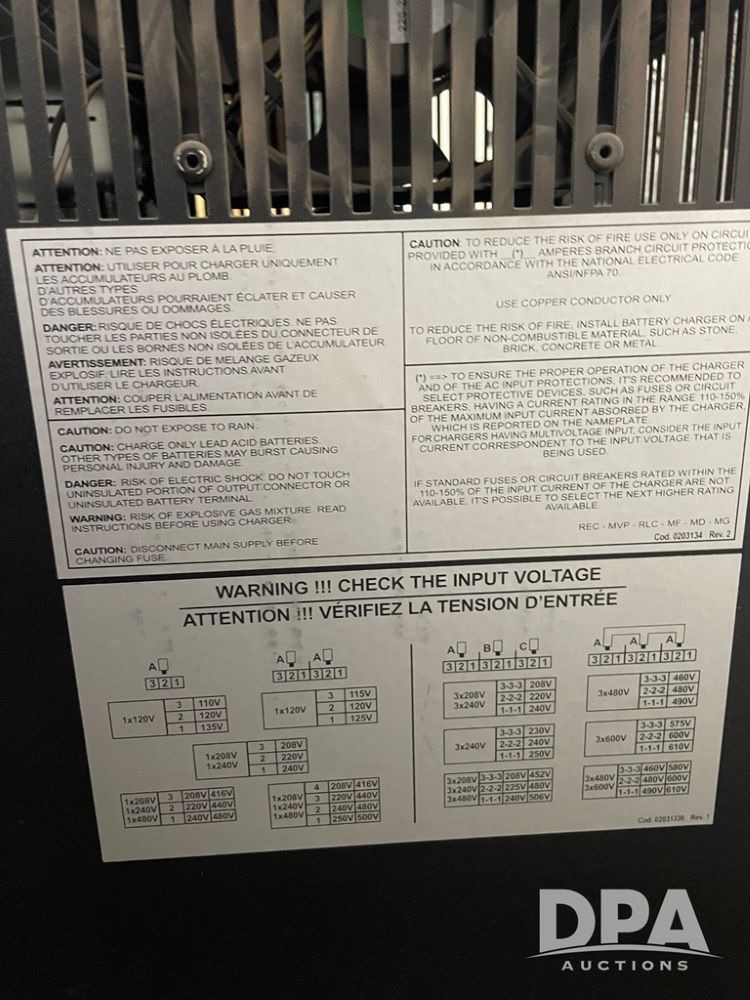 228 2
ATTENTION: NE PAS EXPOSER À LA PLUIE.
ATTENTION: UTILISER POUR CHARGER UNIQUEMENT
LES ACCUMULATEURS AU PLOMB.
D'AUTRES TYPES
D'ACCUMULATEURS POURRAIENT ÉCLATER ET CAUSER
DES BLESSURES OU DOMMAGES.
DANGER: RISQUE DE CHOCS ÉLECTRIQUES. NE PAS
TOUCHER LES PARTIES NON ISOLÉES DU CONNECTEUR DE
SORTIE OU LES BORNES NON ISOLÉES DE L'ACCUMULATEUR.
AVERTISSEMENT: RISQUE DE MELANGE GAZEUX
EXPLOSIF. LIRE LES INSTRUCTIONS AVANT
D'UTILISER LE CHARGEUR.
ATTENTION: COUPER L'ALIMENTATION AVANT DE
REMPLACER LES FUSIBLES.
CAUTION: DO NOT EXPOSE TO RAIN.
CAUTION: CHARGE ONLY LEAD ACID BATTERIES.
OTHER TYPES OF BATTERIES MAY BURST CAUSING
PERSONAL INJURY AND DAMAGE.
DANGER: RISK OF ELECTRIC SHOCK. DO NOT TOUCH
UNINSULATED PORTION OF OUTPUT CONNECTOR OR
UNINSULATED BATTERY TERMINAL.
WARNING: RISK OF EXPLOSIVE GAS MIXTURE. READ
INSTRUCTIONS BEFORE USING CHARGER.
CAUTION: DISCONNECT MAIN SUPPLY BEFORE
CHANGING FUSE.
CAUTION: TO REDUCE THE RISK OF FIRE USE ONLY ON CIRCUI
PROVIDED WITH __(*)__ AMPERES BRANCH CIRCUIT PROTECTIO
IN ACCORDANCE WITH THE NATIONAL ELECTRICAL CODE
ANSI/NFPA 70.
USE COPPER CONDUCTOR ONLY
TO REDUCE THE RISK OF FIRE, INSTALL BATTERY CHARGER ON A
FLOOR OF NON-COMBUSTIBLE MATERIAL, SUCH AS STONE,
BRICK, CONCRETE OR METAL.
(*) ==> TO ENSURE THE PROPER OPERATION OF THE CHARGER
AND OF THE AC INPUT PROTECTIONS, IT'S RECOMMENDED TO
SELECT PROTECTIVE DEVICES, SUCH AS FUSES OR CIRCUIT
BREAKERS, HAVING A CURRENT RATING IN THE RANGE 110-150%
OF THE MAXIMUM INPUT CURRENT ABSORBED BY THE CHARGER,
WHICH IS REPORTED ON THE NAMEPLATE.
FOR CHARGERS HAVING MULTIVOLTAGE INPUT, CONSIDER THE INPUT
CURRENT CORRESPONDENT TO THE INPUT VOLTAGE THAT IS
BEING USED.
IF STANDARD FUSES OR CIRCUIT BREAKERS RATED WITHIN THE
110-150% OF THE INPUT CURRENT OF THE CHARGER ARE NOT
AVAILABLE, IT'S POSSIBLE TO SELECT THE NEXT HIGHER RATING
AVAILABLE.
REC - MVP - RLC - MF - MD - MG
Cod. 0203134 Rev. 2
WARNING !!! CHECK THE INPUT VOLTAGE
ATTENTION !!! VÉRIFIEZ LA TENSION D'ENTRÉE
A
3 2 1
1x120V
3 110V
2 120V
1 135V
A A
3 2 1 3 2 1
1x120V
3 115V
2 120V
1 125V
1x208V
1x240V
3 208V
2 220V
1 240V
1x208V
1x240V
1x480V
3 208V 416V
2 220V 440V
1 240V 480V
1x208V
1x240V
1x480V
4 208V 416V
3 220V 440V
2 240V 480V
1 250V 500V
A B C
3 2 1 3 2 1 3 2 1
3x208V
3x240V
3-3-3 208V
2-2-2 220V
1-1-1 240V
3x240V
3-3-3 230V
2-2-2 240V
1-1-1 250V
3x208V
3x240V
3x480V
3-3-3 208V 452V
2-2-2 225V 480V
1-1-1 240V 506V
A A A
3 2 1 3 2 1 3 2 1
3x480V
3-3-3 460V
2-2-2 480V
1-1-1 490V
3x600V
3-3-3 575V
2-2-2 600V
1-1-1 610V
3x480V
3x600V
3-3-3 460V 580V
2-2-2 480V 600V
1-1-1 490V 610V
Cod. 02031336 Rev. 1
DPA
AUCTIONS